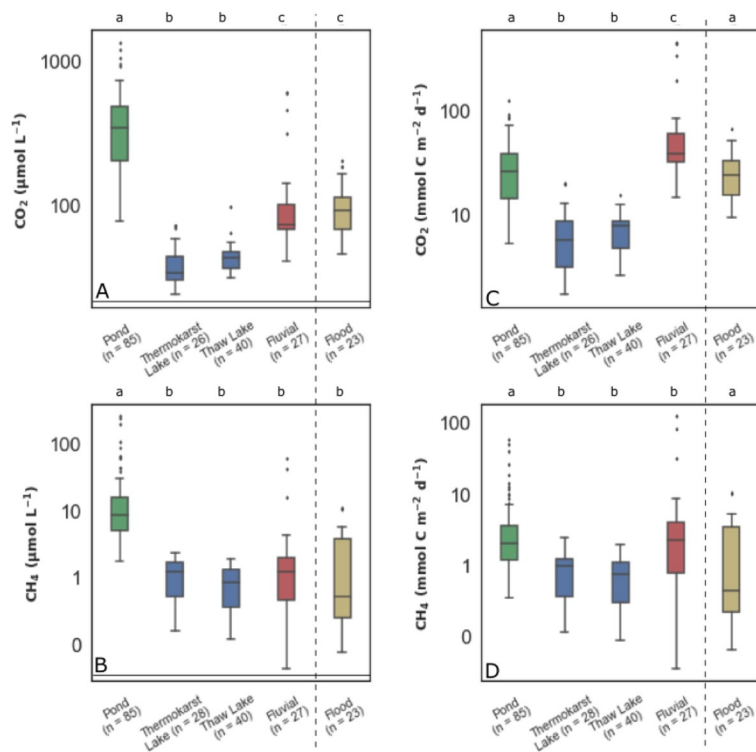 a b b c c
CO₂ (µmol L⁻¹)
1000
100
A
Pond
(n = 85)
Thermokarst
Lake (n = 26)
Thaw Lake
(n = 40)
Fluvial
(n = 27)
Flood
(n = 23)
a b b c a
CO₂ (mmol C m⁻² d⁻¹)
100
10
C
Pond
(n = 85)
Thermokarst
Lake (n = 26)
Thaw Lake
(n = 40)
Fluvial
(n = 27)
Flood
(n = 23)
a b b b b
CH₄ (µmol L⁻¹)
100
10
1
0
B
Pond
(n = 85)
Thermokarst
Lake (n = 28)
Thaw Lake
(n = 40)
Fluvial
(n = 27)
Flood
(n = 23)
a b b b a
CH₄ (mmol C m⁻² d⁻¹)
100
10
1
0
D
Pond
(n = 85)
Thermokarst
Lake (n = 28)
Thaw Lake
(n = 40)
Fluvial
(n = 27)
Flood
(n = 23)